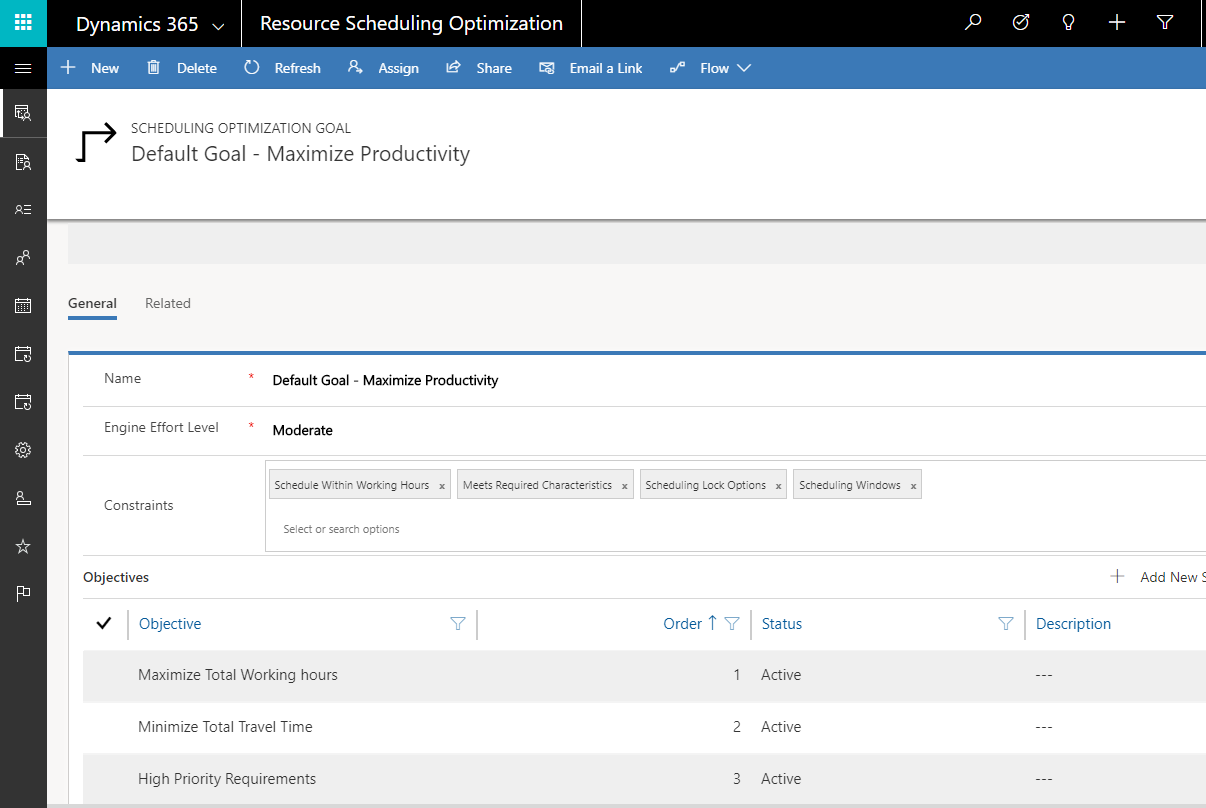 Dynamics 365 Resource Scheduling Optimization
New Delete Refresh Assign Share Email a Link Flow
SCHEDULING OPTIMIZATION GOAL
Default Goal - Maximize Productivity
General Related
Name * Default Goal - Maximize Productivity
Engine Effort Level * Moderate
Constraints
Schedule Within Working Hours x Meets Required Characteristics x Scheduling Lock Options x Scheduling Windows x
Select or search options
Objectives Add New S
Objective Order Status Description
Maximize Total Working hours 1 Active ---
Minimize Total Travel Time 2 Active ---
High Priority Requirements 3 Active ---